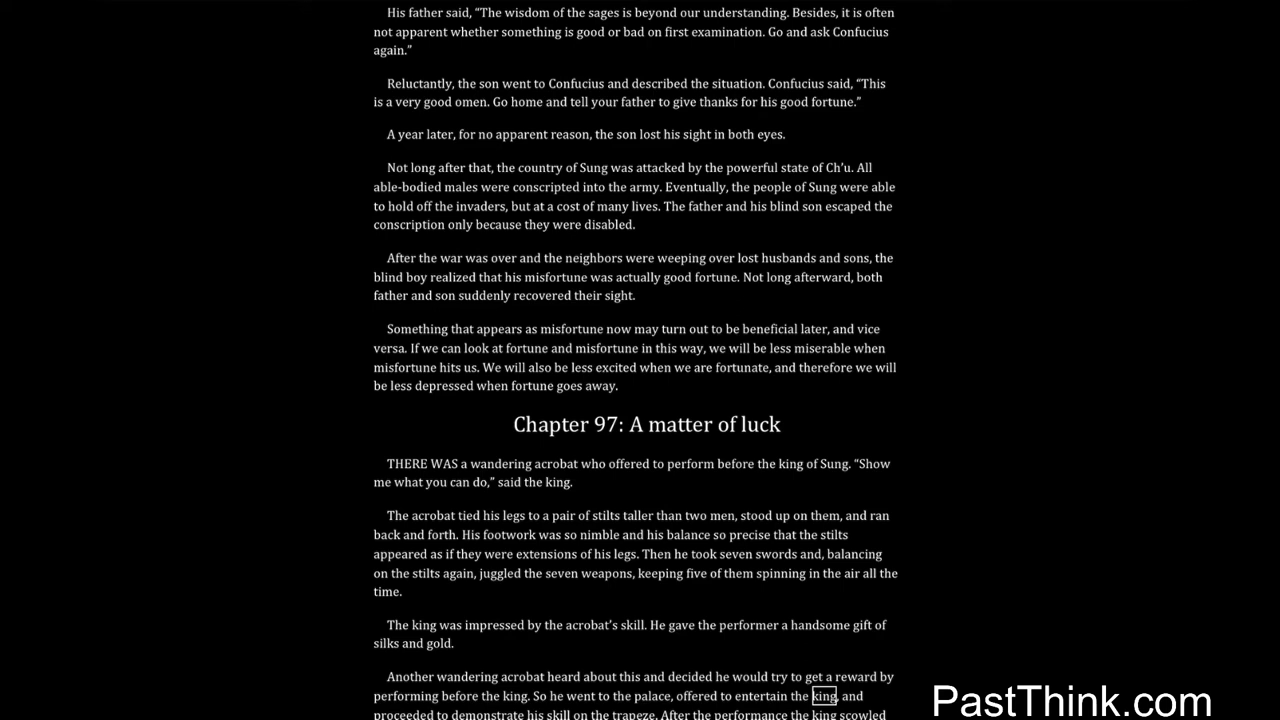 His father said, “The wisdom of the sages is beyond our understanding. Besides, it is often
not apparent whether something is good or bad on first examination. Go and ask Confucius
again.”
Reluctantly, the son went to Confucius and described the situation. Confucius said, “This
is a very good omen. Go home and tell your father to give thanks for his good fortune.”
A year later, for no apparent reason, the son lost his sight in both eyes.
Not long after that, the country of Sung was attacked by the powerful state of Ch’u. All
able-bodied males were conscripted into the army. Eventually, the people of Sung were able
to hold off the invaders, but at a cost of many lives. The father and his blind son escaped the
conscription only because they were disabled.
After the war was over and the neighbors were weeping over lost husbands and sons, the
blind boy realized that his misfortune was actually good fortune. Not long afterward, both
father and son suddenly recovered their sight.
Something that appears as misfortune now may turn out to be beneficial later, and vice
versa. If we can look at fortune and misfortune in this way, we will be less miserable when
misfortune hits us. We will also be less excited when we are fortunate, and therefore we will
be less depressed when fortune goes away.
Chapter 97: A matter of luck
THERE WAS a wandering acrobat who offered to perform before the king of Sung. “Show
me what you can do,” said the king.
The acrobat tied his legs to a pair of stilts taller than two men, stood up on them, and ran
back and forth. His footwork was so nimble and his balance so precise that the stilts
appeared as if they were extensions of his legs. Then he took seven swords and, balancing
on the stilts again, juggled the seven weapons, keeping five of them spinning in the air all the
time.
The king was impressed by the acrobat’s skill. He gave the performer a handsome gift of
silks and gold.
Another wandering acrobat heard about this and decided he would try to get a reward by
performing before the king. So he went to the palace, offered to entertain the king, and
proceeded to demonstrate his skill on the trapeze. After the performance the king scowled
PastThink.com